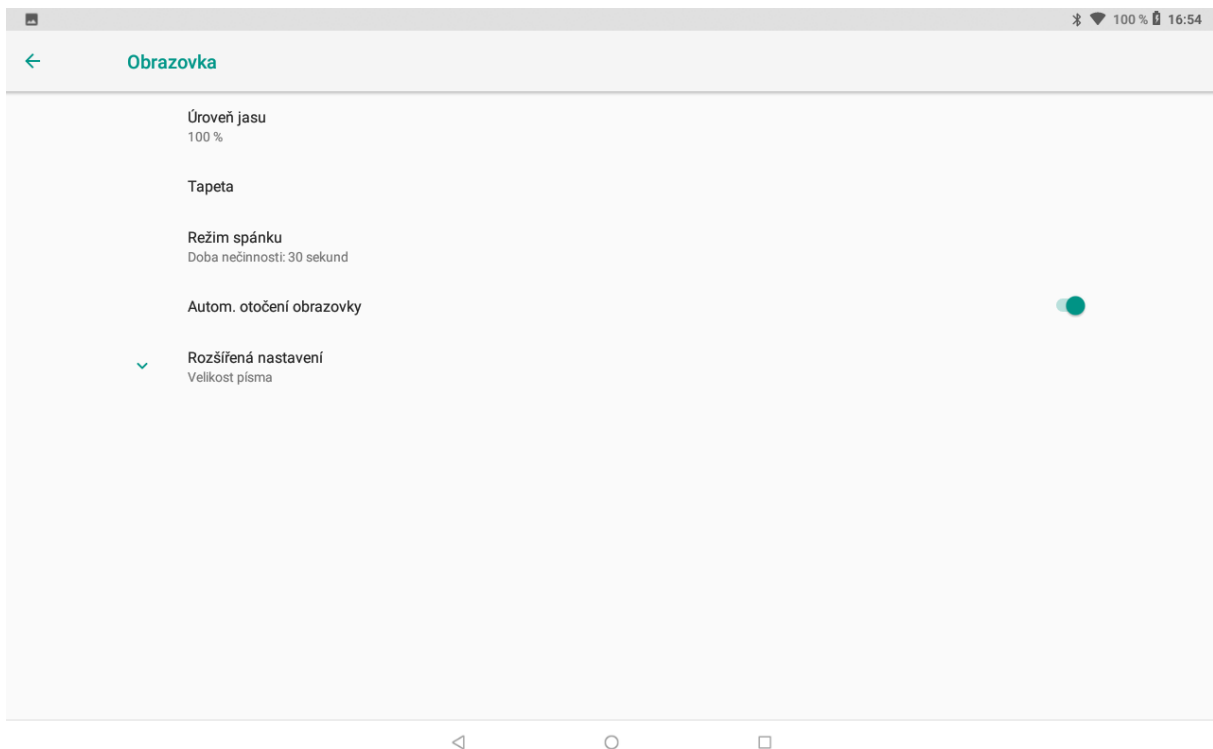 100 % 16:54
Obrazovka
Úroveň jasu
100 %
Tapeta
Režim spánku
Doba nečinnosti: 30 sekund
Autom. otočení obrazovky
Rozšířená nastavení
Velikost písma